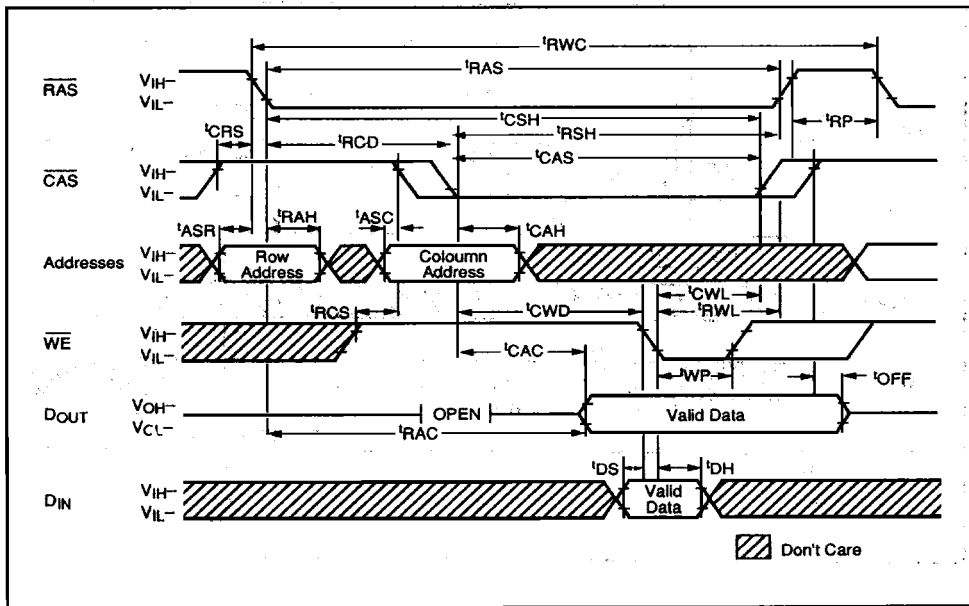 tRWC
RAS
VIH–
VIL–
tRAS
tCSH
tCRS
tRCD
tRSH
tRP
CAS
VIH–
VIL–
tCAS
tASR
tRAH
tASC
tCAH
Addresses
VIH–
VIL–
Row
Address
Coloumn
Address
tRCS
tCWD
tCWL
tRWL
WE
VIH–
VIL–
tCAC
tWP
tOFF
DOUT
VOH–
VCL–
OPEN
Valid Data
tRAC
tDS
tDH
DIN
VIH–
VIL–
Valid
Data
Don't Care